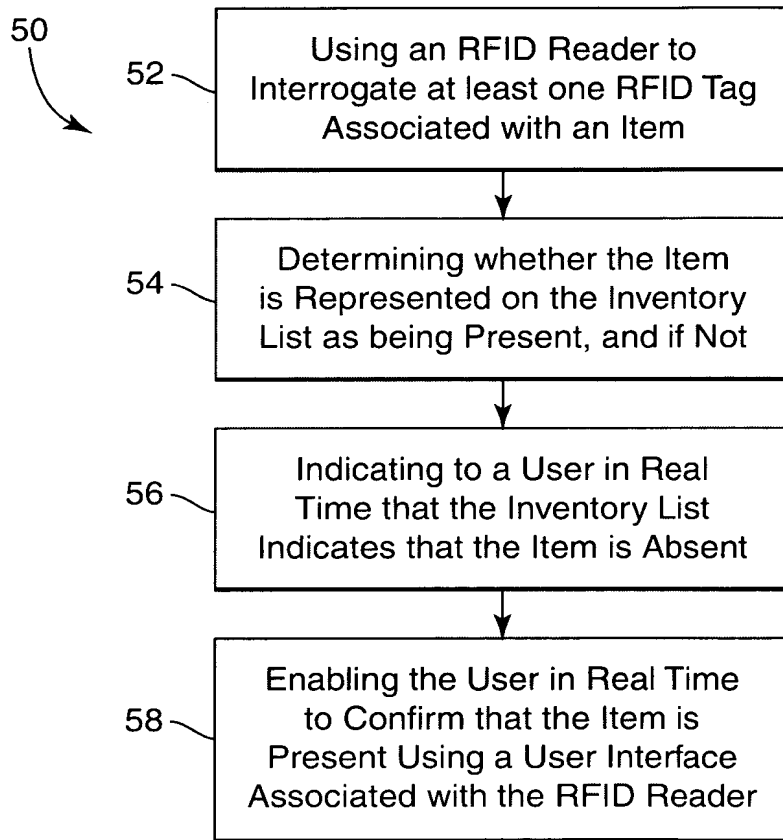 50
52
Using an RFID Reader to
Interrogate at least one RFID Tag
Associated with an Item
54
Determining whether the Item
is Represented on the Inventory
List as being Present, and if Not
56
Indicating to a User in Real
Time that the Inventory List
Indicates that the Item is Absent
58
Enabling the User in Real Time
to Confirm that the Item is
Present Using a User Interface
Associated with the RFID Reader